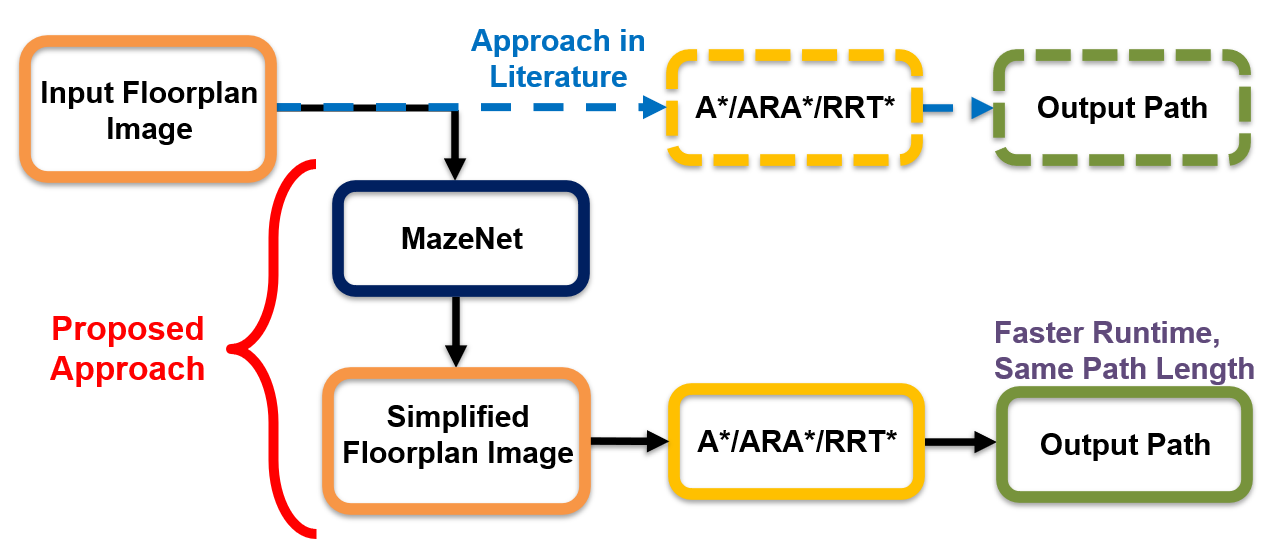 Input Floorplan
Image
Approach in
Literature
A*/ARA*/RRT*
Output Path
MazeNet
Proposed
Approach
Simplified
Floorplan Image
A*/ARA*/RRT*
Faster Runtime,
Same Path Length
Output Path